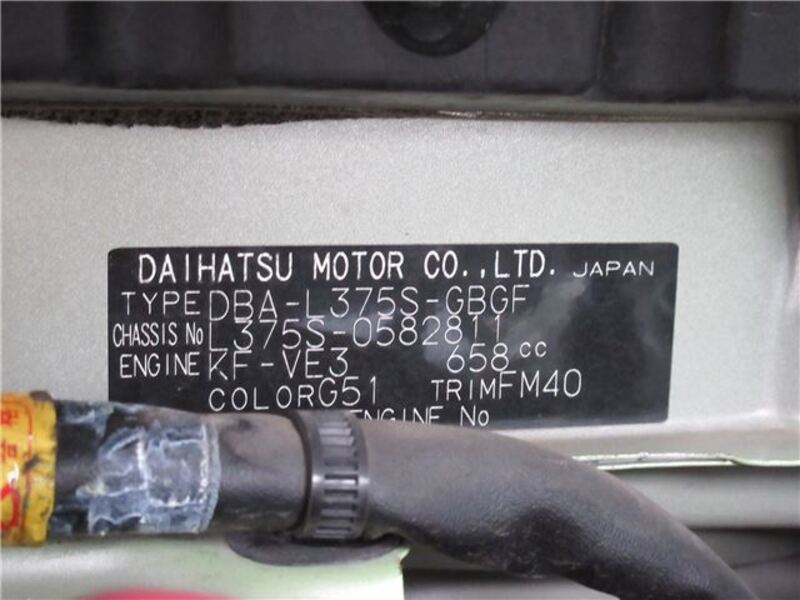 DAIHATSU MOTOR CO.,LTD. JAPAN
TYPE DBA-L375S-GBGF
CHASSIS No L375S-0582811
ENGINE KF-VE3 658cc
COLOR G51 TRIM FM40
ENGINE No